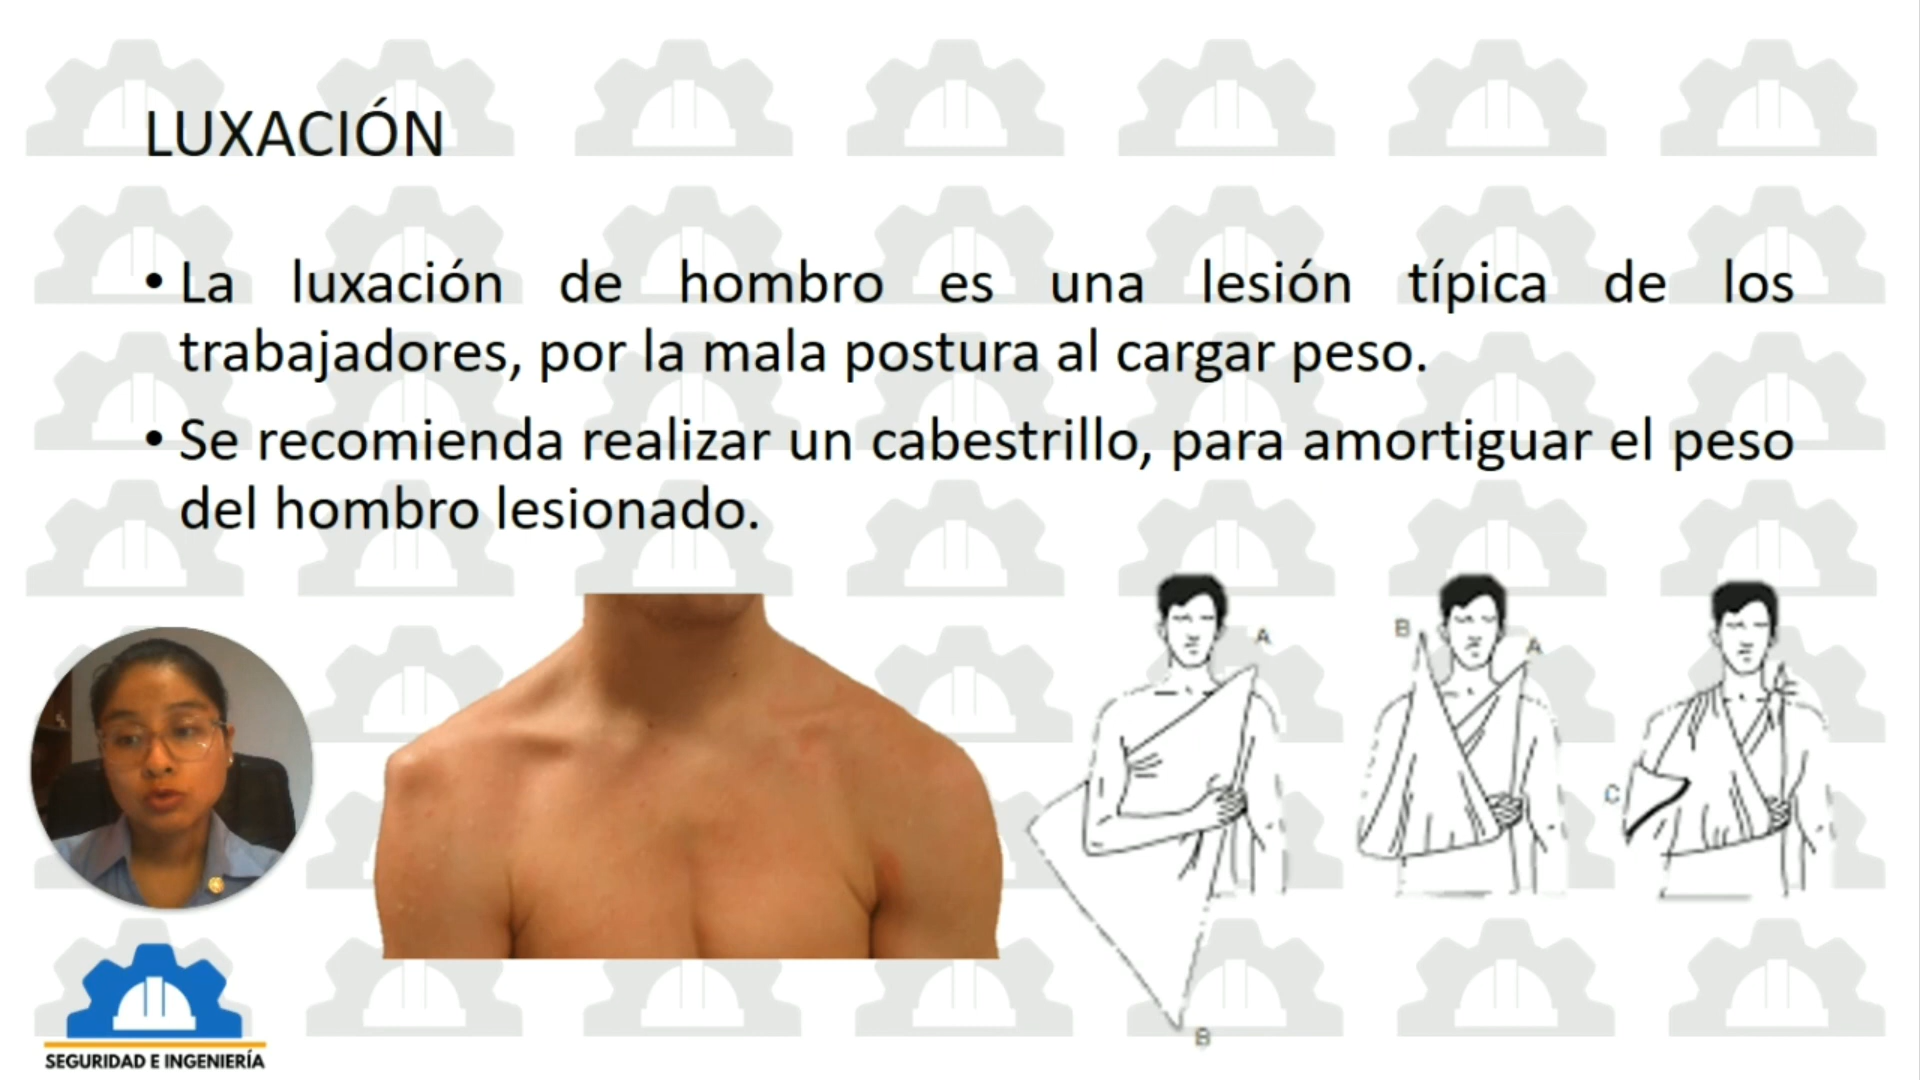 LUXACIÓN
• La luxación de hombro es una lesión típica de los
trabajadores, por la mala postura al cargar peso.
• Se recomienda realizar un cabestrillo, para amortiguar el peso
del hombro lesionado.
A
B
A
C
B
SEGURIDAD E INGENIERÍA